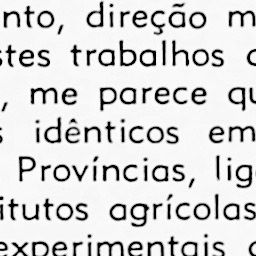 nto, direção m
stes trabalhos
, me parece qu
s idênticos em
Províncias, lig
itutos agrícolas
experimentais